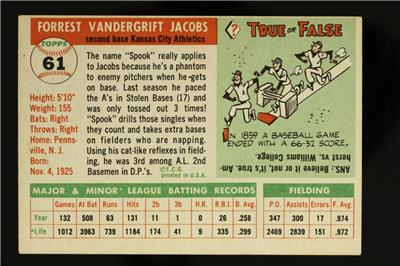 FORREST VANDERGRIFT JACOBS
second base Kansas City Athletics
TOPPS
61
Height: 5'10"
Weight: 155
Bats: Right
Throws: Right
Home: Penns-
ville, N. J.
Born:
Nov. 4, 1925
The name "Spook" really applies
to Jacobs because he's a phantom
to enemy pitchers when he-gets
on base. Last season he paced
the A's in Stolen Bases (17) and
was only tossed out 3 times!
"Spook" drills those singles when
they count and takes extra bases
on fielders who are napping.
Using his cat-like reflexes in field-
ing, he was 3rd among A.L. 2nd
Basemen in D.P.'s.
©T.C.G.
printed in U.S.A.
?
TRUE OR FALSE
IN 1859 A BASEBALL GAME
ENDED WITH A 66-32 SCORE,
ANS.: Believe it or not, it's true. Am-
herst vs. Williams College.
MAJOR & MINOR LEAGUE BATTING RECORDS FIELDING
Games At Bat Runs Hits 2b 3b H.R. R.B.I. B. Avg. P.O. Assists Errors F. Avg.
Year 132 508 63 131 11 1 0 26 .258 347 300 17 .974
*Life 1012 3963 739 1184 174 41 9 299 .299 2469 2839 151 .972